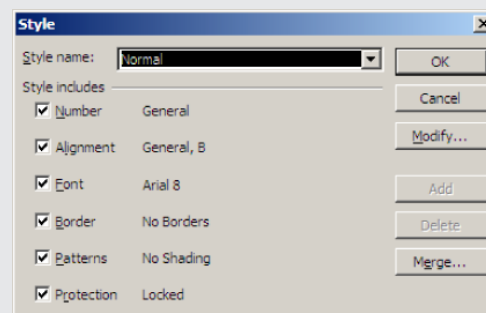 Style
Style name: Normal
OK
Style includes
Cancel
Number General
Modify...
Alignment General, B
Font Arial 8
Add
Border No Borders
Delete
Patterns No Shading
Merge...
Protection Locked